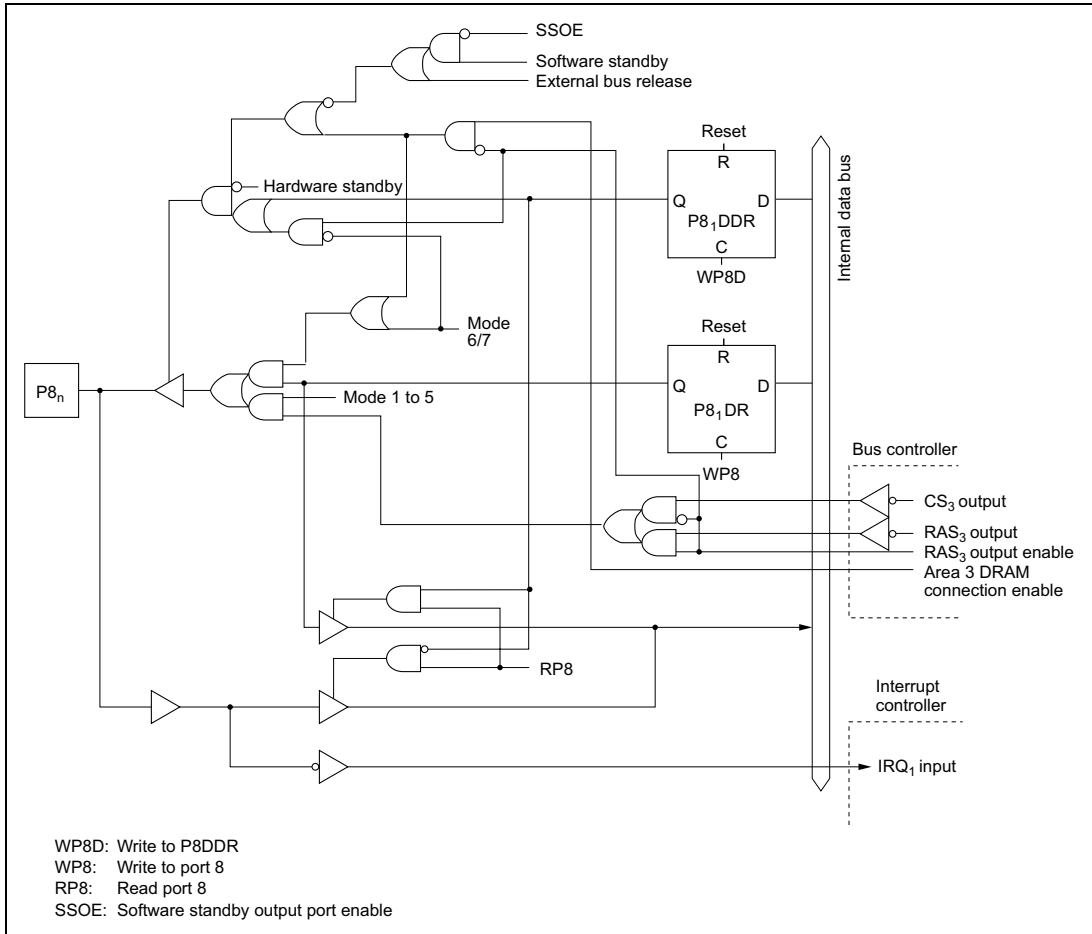 SSOE
Software standby
External bus release
Reset
R
Hardware standby
Q
D
P8₁DDR
C
WP8D
Internal data bus
Mode
6/7
Reset
R
P8ₙ
Q
D
Mode 1 to 5
P8₁DR
C
WP8
Bus controller
CS₃ output
RAS₃ output
RAS₃ output enable
Area 3 DRAM
connection enable
RP8
Interrupt
controller
IRQ₁ input
WP8D: Write to P8DDR
WP8: Write to port 8
RP8: Read port 8
SSOE: Software standby output port enable